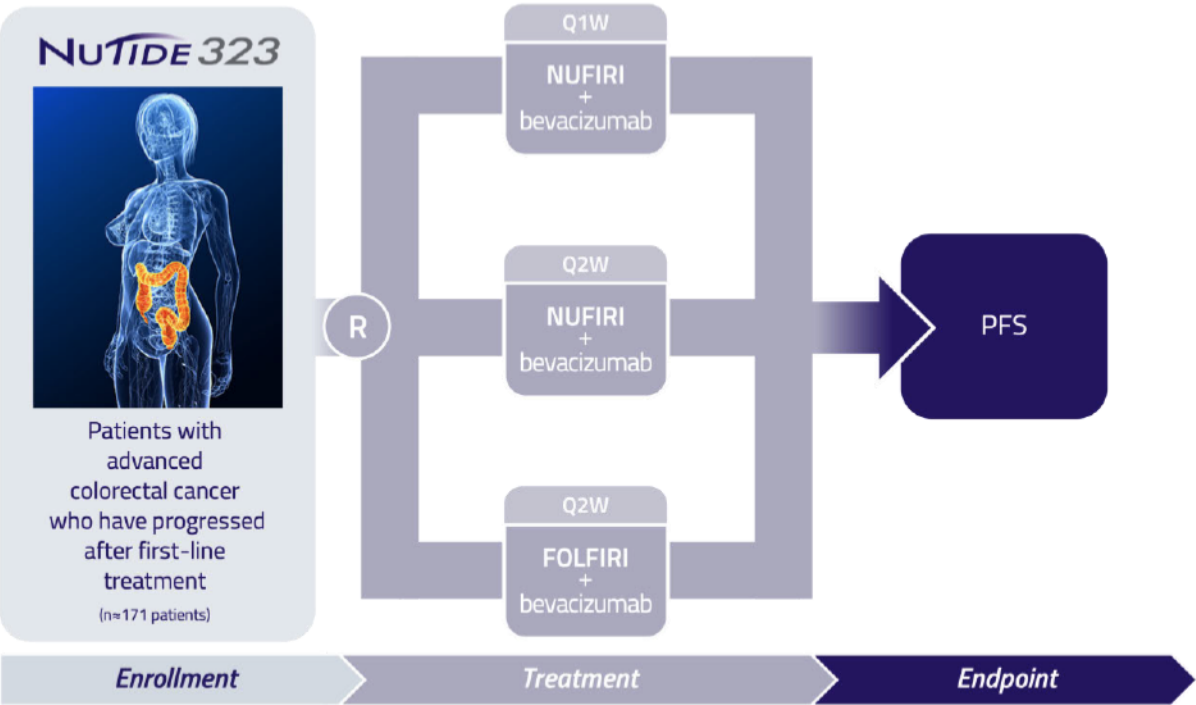 NUTIDE 323
Patients with
advanced
colorectal cancer
who have progressed
after first-line
treatment
(n≈171 patients)
R
Q1W
NUFIRI
+
bevacizumab
Q2W
NUFIRI
+
bevacizumab
Q2W
FOLFIRI
+
bevacizumab
PFS
Enrollment
Treatment
Endpoint